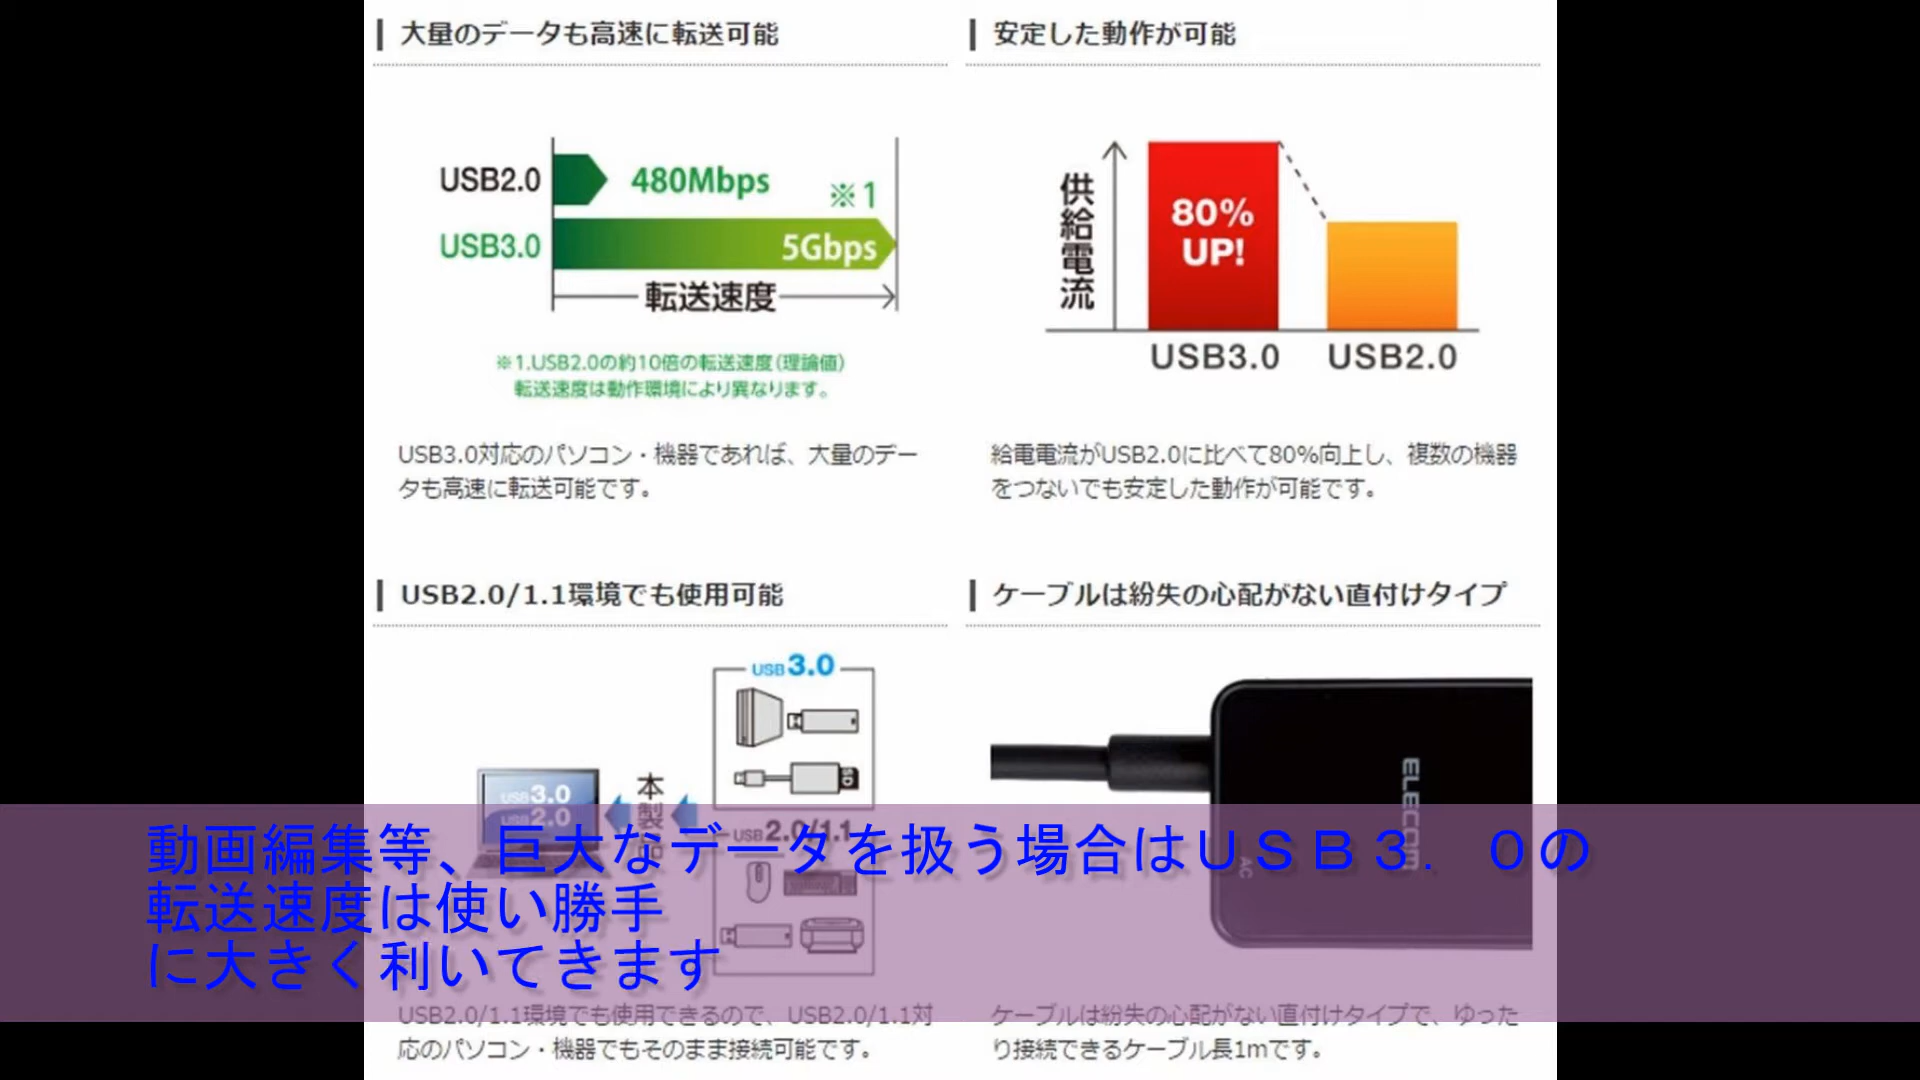 大量のデータも高速に転送可能
USB2.0
480Mbps
※1
USB3.0
5Gbps
転送速度
※1.USB2.0の約10倍の転送速度(理論値)
転送速度は動作環境により異なります。
USB3.0対応のパソコン・機器であれば、大量のデー
タも高速に転送可能です。
安定した動作が可能
供給電流
80%
UP!
USB3.0
USB2.0
給電電流がUSB2.0に比べて80%向上し、複数の機器
をつないでも安定した動作が可能です。
USB2.0/1.1環境でも使用可能
USB3.0
USB3.0
USB2.0
本製品
USB2.0/1.1
USB2.0/1.1環境でも使用できるので、USB2.0/1.1対
応のパソコン・機器でもそのまま接続可能です。
ケーブルは紛失の心配がない直付けタイプ
ELECOM
AC
ケーブルは紛失の心配がない直付けタイプで、ゆった
り接続できるケーブル長1mです。
動画編集等、巨大なデータを扱う場合はＵＳＢ３．０の
転送速度は使い勝手
に大きく利いてきます